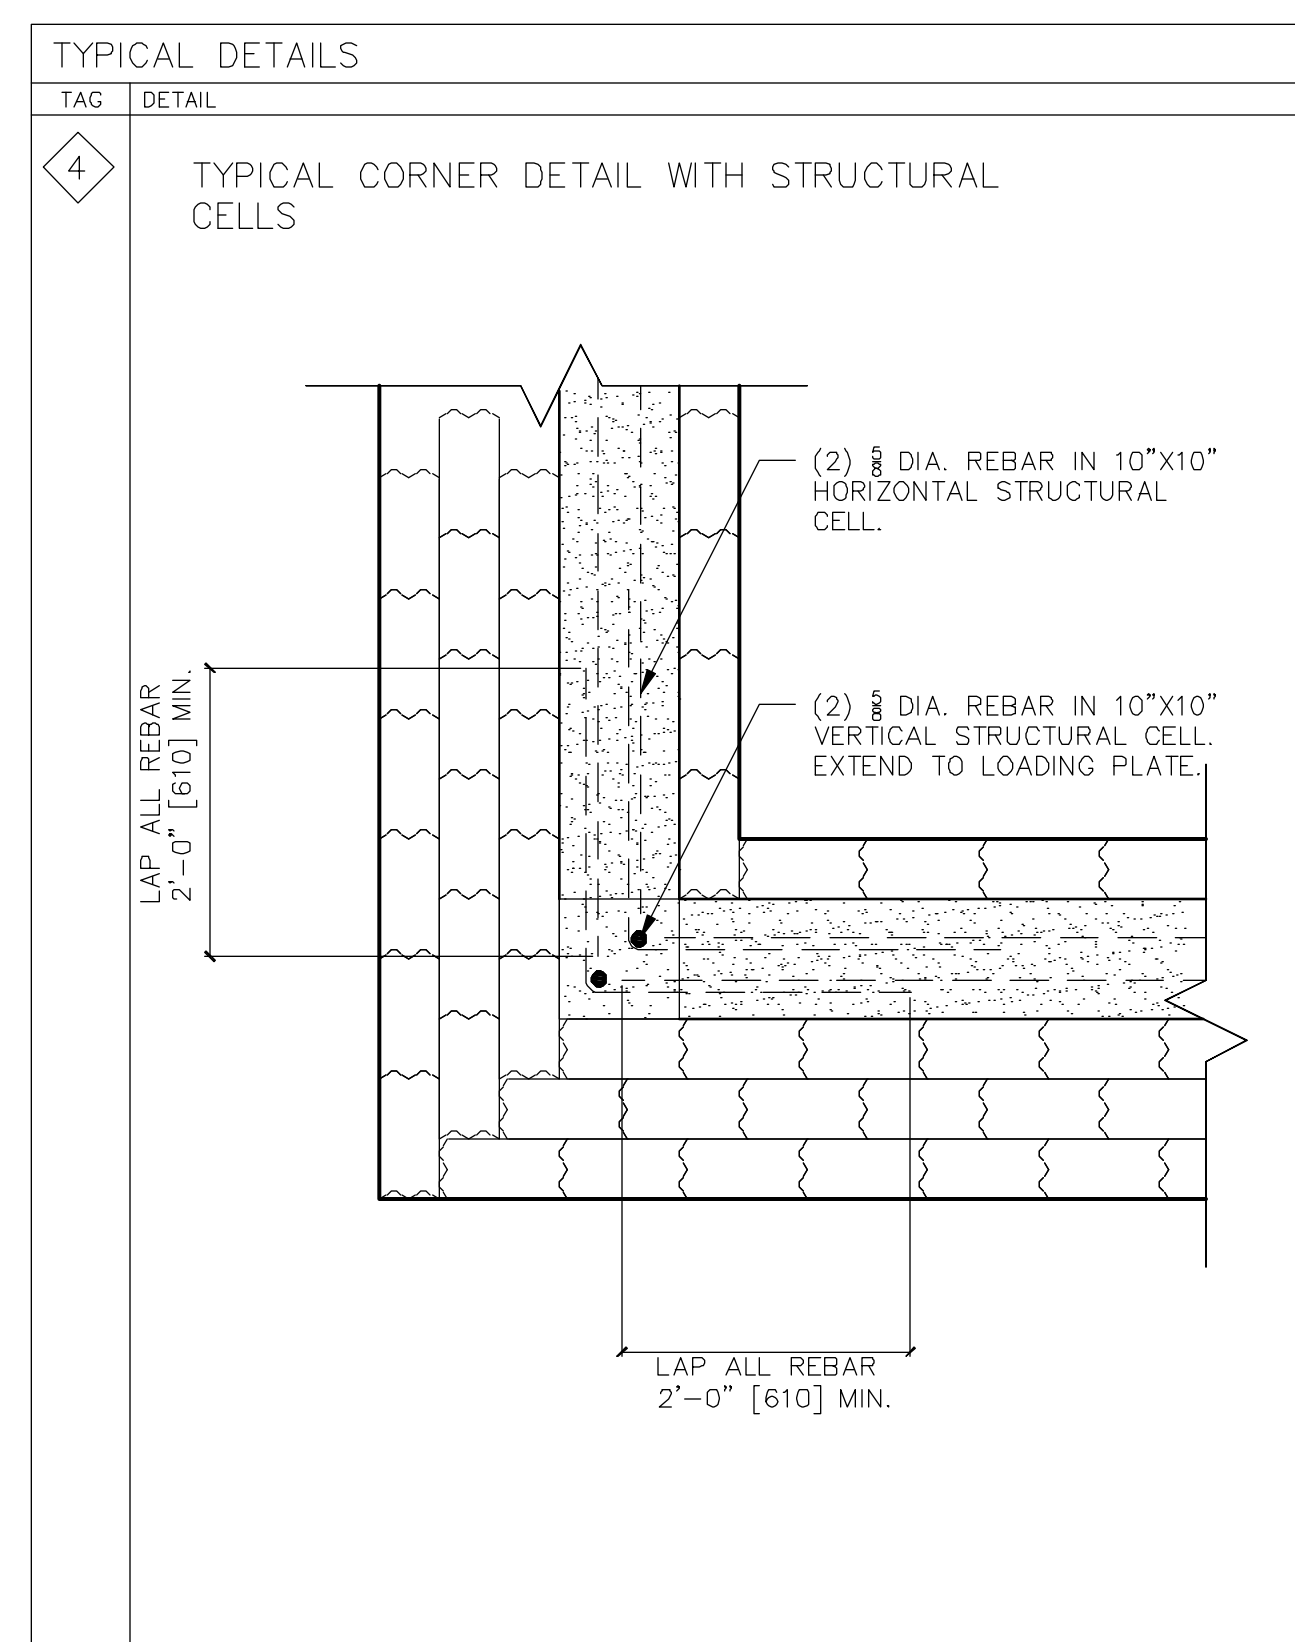 TYPICAL DETAILS
TAG DETAIL
4
TYPICAL CORNER DETAIL WITH STRUCTURAL
CELLS
(2) 5/8 DIA. REBAR IN 10"X10"
HORIZONTAL STRUCTURAL
CELL.
(2) 5/8 DIA. REBAR IN 10"X10"
VERTICAL STRUCTURAL CELL.
EXTEND TO LOADING PLATE.
LAP ALL REBAR
2'-0" [610] MIN.
LAP ALL REBAR
2'-0" [610] MIN.